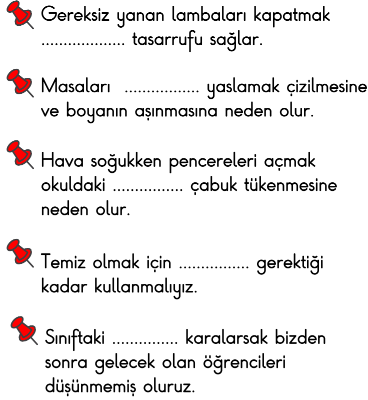 Gereksiz yanan lambaları kapatmak
................... tasarrufu sağlar.
Masaları ................. yaslamak çizilmesine
ve boyanın aşınmasına neden olur.
Hava soğukken pencereleri açmak
okuldaki ................ çabuk tükenmesine
neden olur.
Temiz olmak için ................ gerektiği
kadar kullanmalıyız.
Sınıftaki ............... karalarsak bizden
sonra gelecek olan öğrencileri
düşünmemiş oluruz.